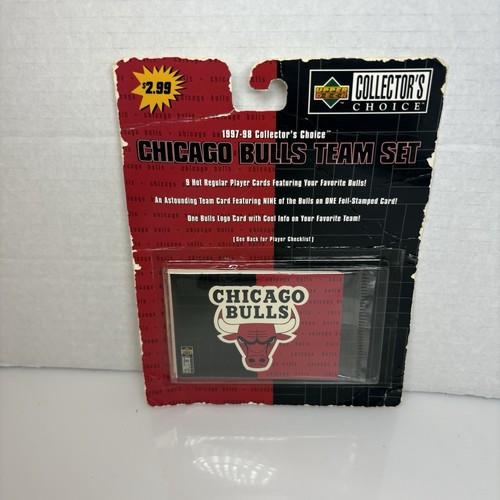 $2.99
UPPER DECK
COLLECTOR'S
CHOICE™
1997-98 Collector's Choice™
CHICAGO BULLS TEAM SET
9 Hot Regular Player Cards Featuring Your Favorite Bulls!
An Astounding Team Card Featuring NINE of the Bulls on ONE Foil-Stamped Card!
One Bulls Logo Card with Cool Info on Your Favorite Team!
(See Back for Player Checklist)
CHICAGO
BULLS